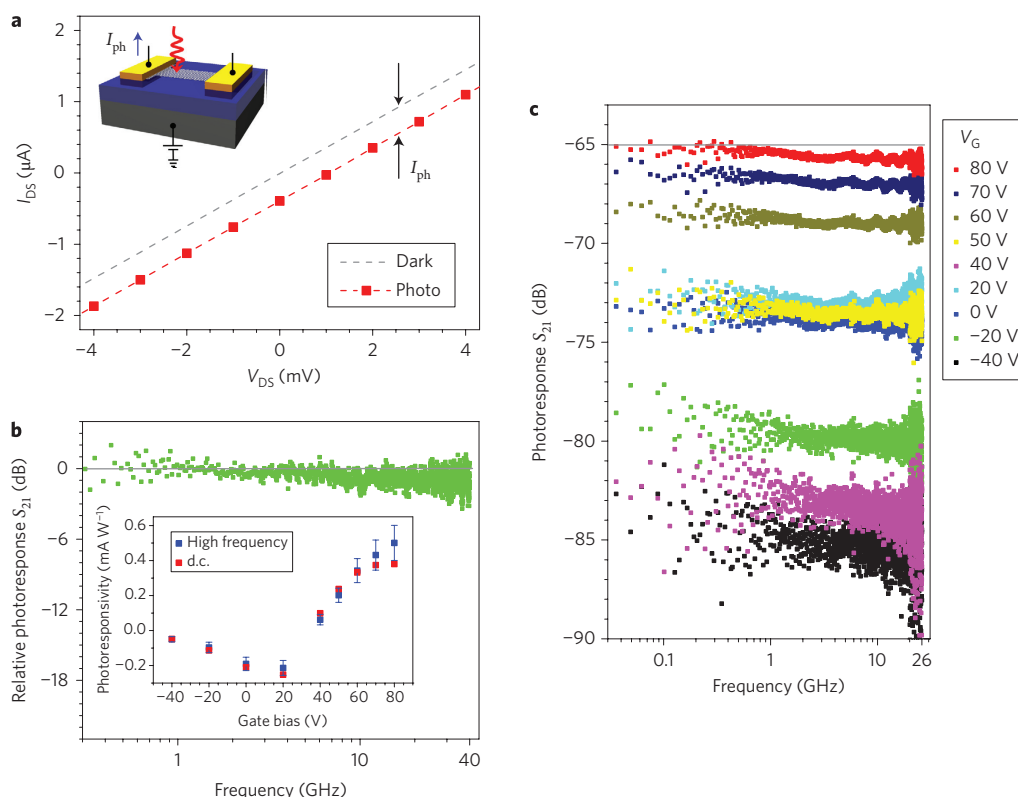 a
I_DS (μA)
2
1
0
−1
−2
I_ph
I_ph
Dark
Photo
−4
−2
0
2
4
V_DS (mV)
b
Relative photoresponse S_21 (dB)
0
−6
−12
−18
Photoresponsivity (mA W⁻¹)
0.6
0.4
0.2
0.0
−0.2
High frequency
d.c.
−40 −20 0 20 40 60 80
Gate bias (V)
1 10 40
Frequency (GHz)
c
Photoresponse S_21 (dB)
−65
−70
−75
−80
−85
−90
0.1 1 10 26
Frequency (GHz)
V_G
80 V
70 V
60 V
50 V
40 V
20 V
0 V
−20 V
−40 V